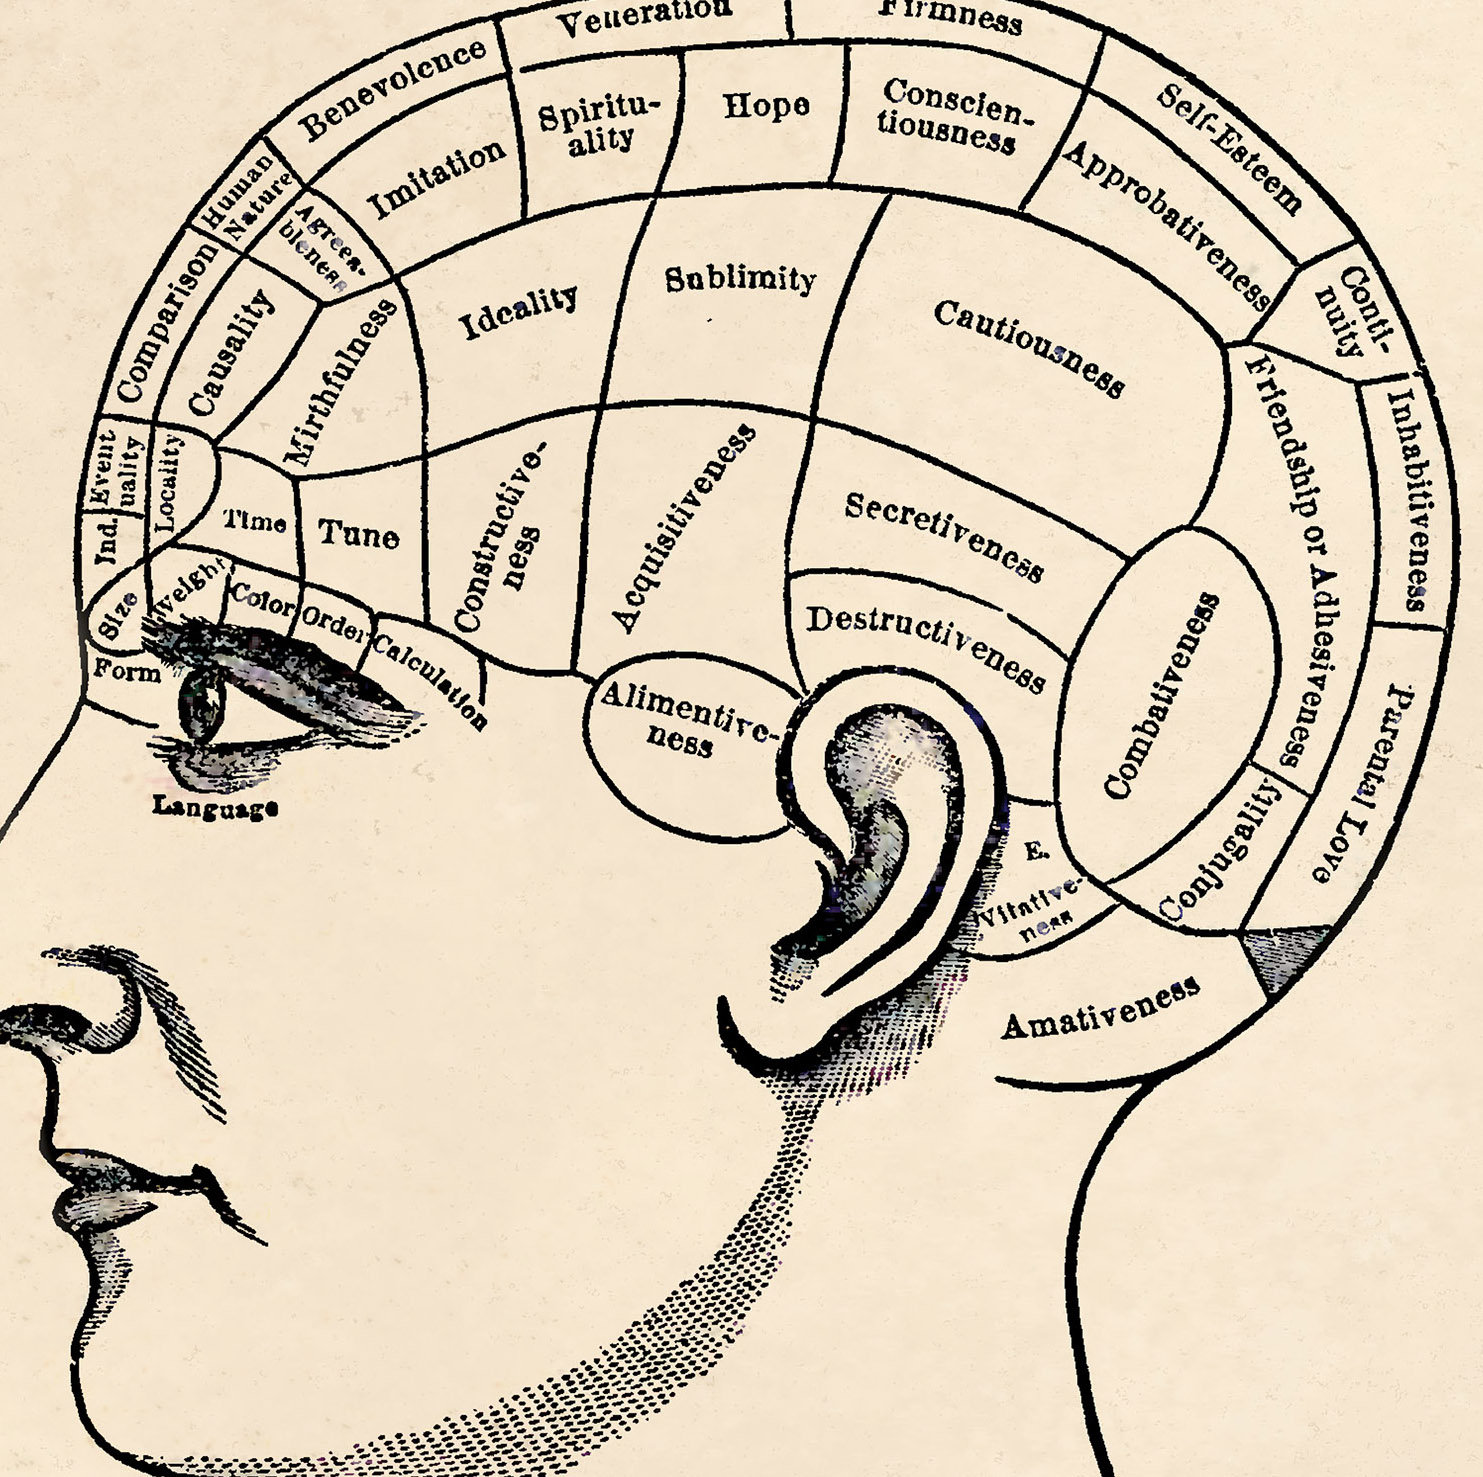 Veneration
Firmness
Benevolence
Self-Esteem
Spiritu-
ality
Hope
Conscien-
tiousness
Imitation
Approbativeness
Human
Nature
Agreea-
bleness
Conti-
nuity
Comparison
Causality
Mirthfulness
Ideality
Sublimity
Cautiousness
Friendship or Adhesiveness
Inhabitiveness
Event
uality
Locality
Ind.
Time
Tune
Constructive-
ness
Acquisitiveness
Secretiveness
Destructiveness
Combativeness
Size
Weight
Color
Order
Calculation
Form
Language
Alimentive-
ness
Parental Love
Conjugality
E.
Vitative-
ness
Amativeness